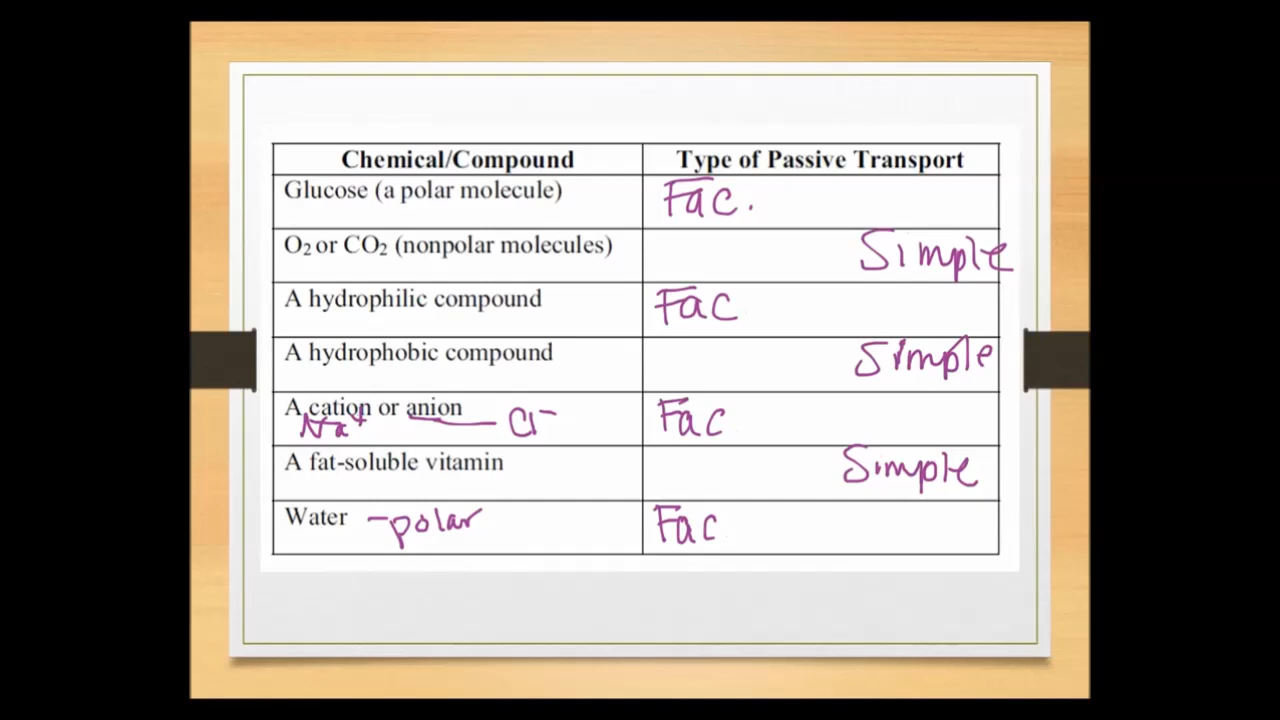 Chemical/Compound Type of Passive Transport
Glucose (a polar molecule) Fac.
O2 or CO2 (nonpolar molecules) Simple
A hydrophilic compound Fac
A hydrophobic compound Simple
A cation or anion Fac
Na+ Cl-
A fat-soluble vitamin Simple
Water -polar Fac